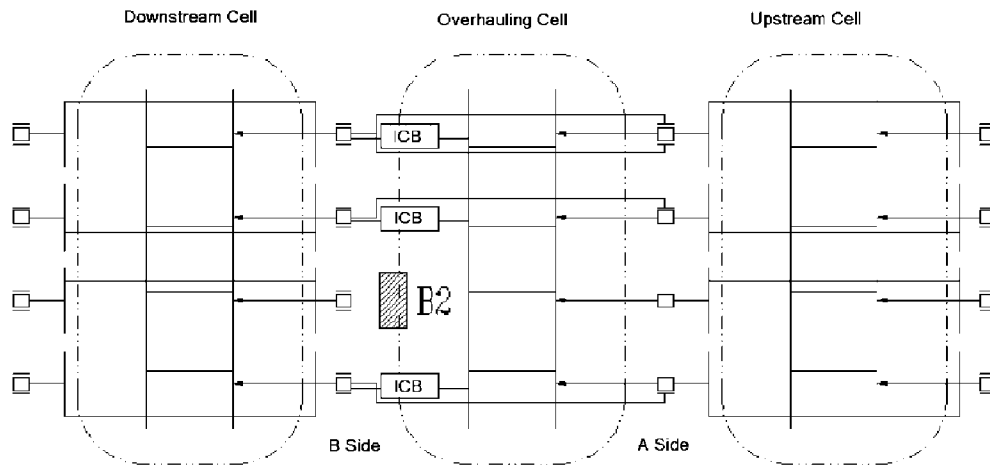 Downstream Cell
Overhauling Cell
Upstream Cell
ICB
ICB
B2
ICB
B Side
A Side